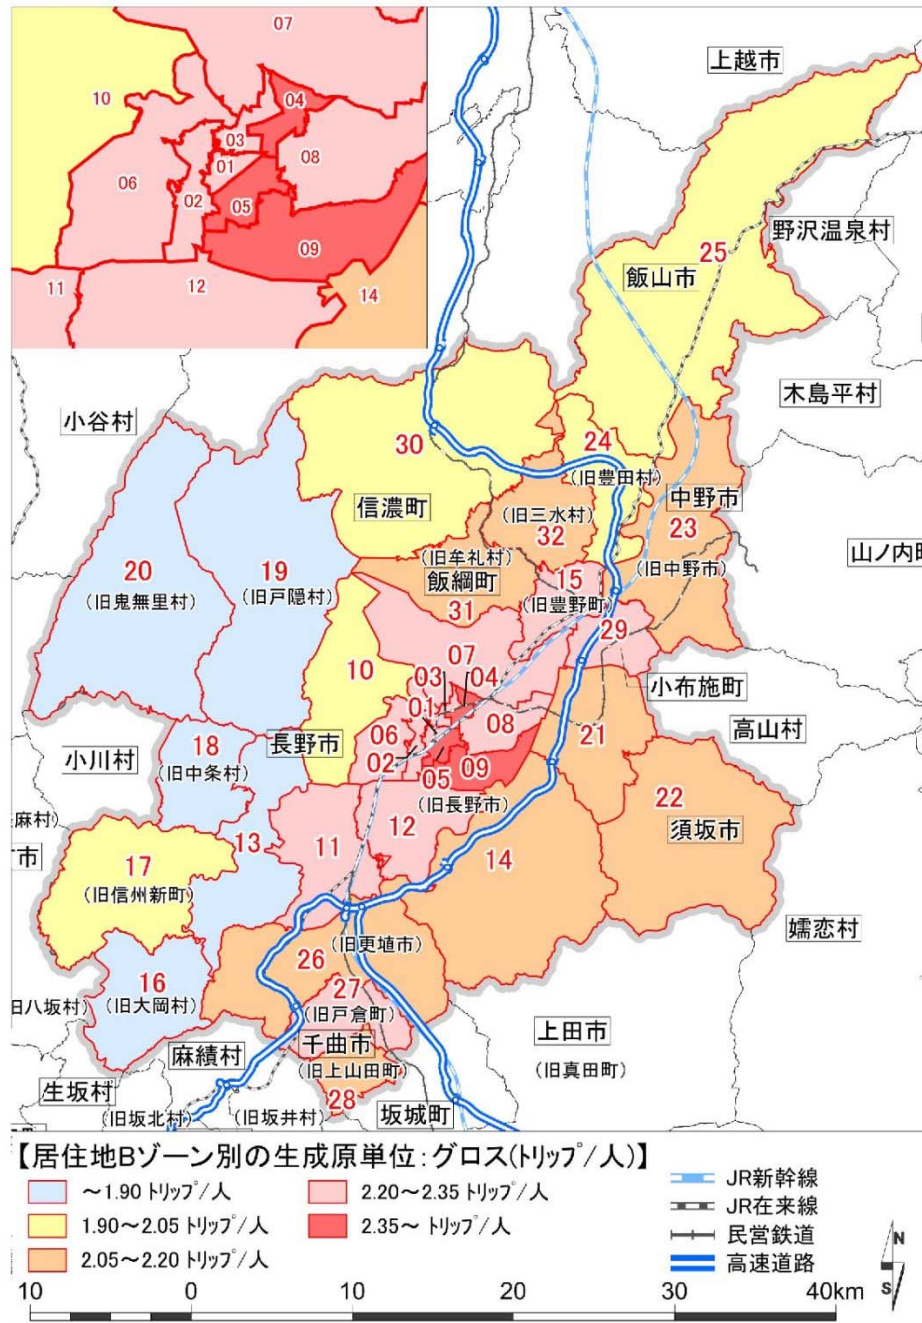 07
10
04
03
08
01
06
02
05
09
11
12
14
上越市
野沢温泉村
25
飯山市
木島平村
小谷村
30
24
(旧豊田村)
信濃町
中野市
(旧三水村)
23
32
山ノ内町
20
19
(旧牟礼村)
飯綱町
15
(旧中野市)
(旧鬼無里村)
(旧戸隠村)
(旧豊野町)
31
29
10
07
03
04
小布施町
01
08
高山村
18
長野市
06
21
小川村
(旧中条村)
02
05
09
22
(旧長野市)
須坂市
麻村)
13
11
12
14
市
17
(旧信州新町)
嬬恋村
(旧更埴市)
26
16
27
旧八坂村)
(旧大岡村)
(旧戸倉町)
上田市
麻績村
千曲市
(旧真田町)
(旧上山田町)
生坂村
28
坂城町
(旧坂北村)
(旧坂井村)
【居住地Bゾーン別の生成原単位:グロス(トリップ/人)】
~1.90 トリップ/人
2.20~2.35 トリップ/人
1.90~2.05 トリップ/人
2.35~ トリップ/人
2.05~2.20 トリップ/人
JR新幹線
JR在来線
民営鉄道
高速道路
N
S
10 0 10 20 30 40km